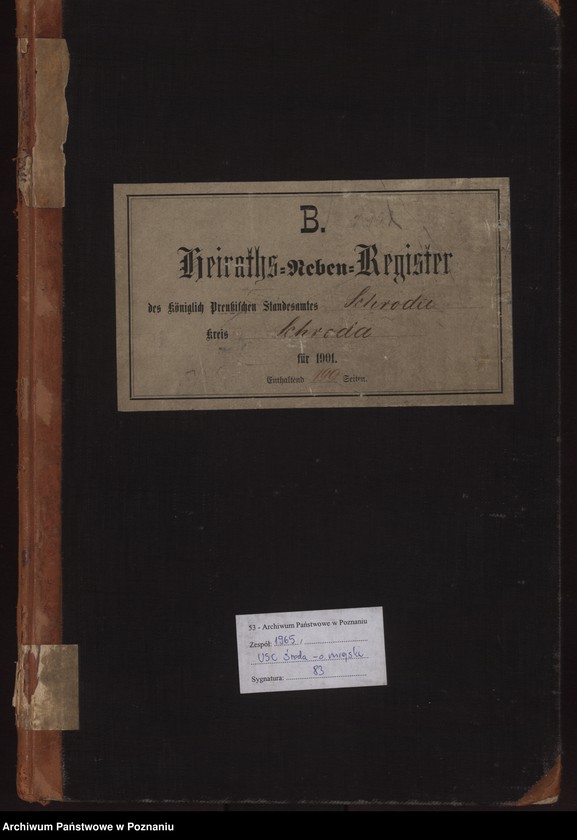 B.
Heiraths=Neben=Register
des Königlich Preußischen Standesamtes Schroda
Kreis Schroda
für 1901.
Enthaltend 100 Seiten.
53 - Archiwum Państwowe w Poznaniu
Zespół: 1965,
USC Środa - o. miejski
Sygnatura: 83
Archiwum Państwowe w Poznaniu